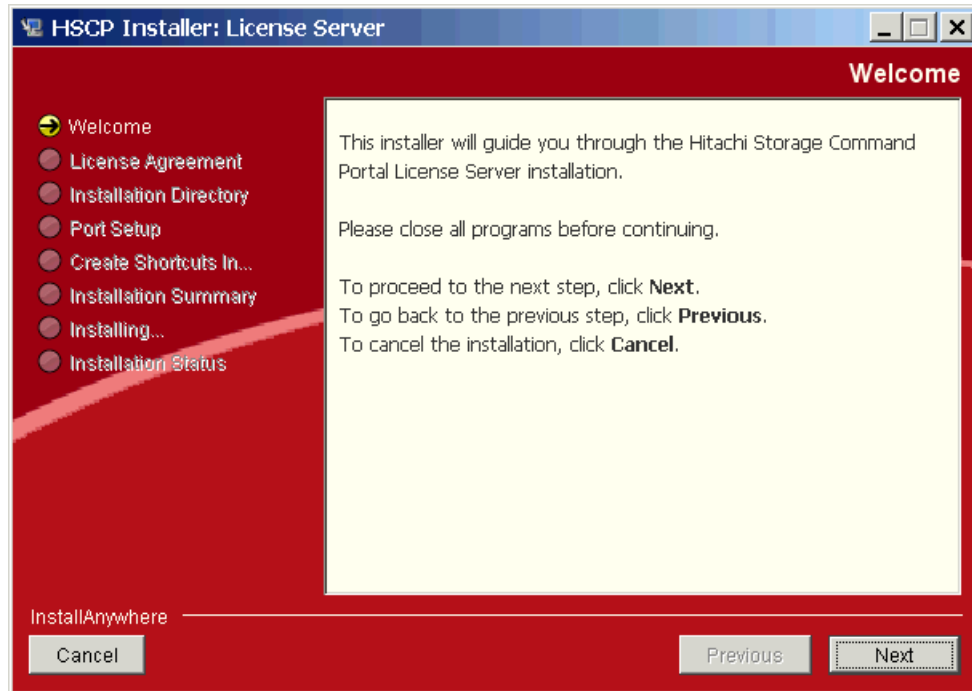 HSCP Installer: License Server
Welcome
Welcome
License Agreement
Installation Directory
Port Setup
Create Shortcuts In...
Installation Summary
Installing...
Installation Status
This installer will guide you through the Hitachi Storage Command
Portal License Server installation.
Please close all programs before continuing.
To proceed to the next step, click Next.
To go back to the previous step, click Previous.
To cancel the installation, click Cancel.
InstallAnywhere
Cancel
Previous
Next